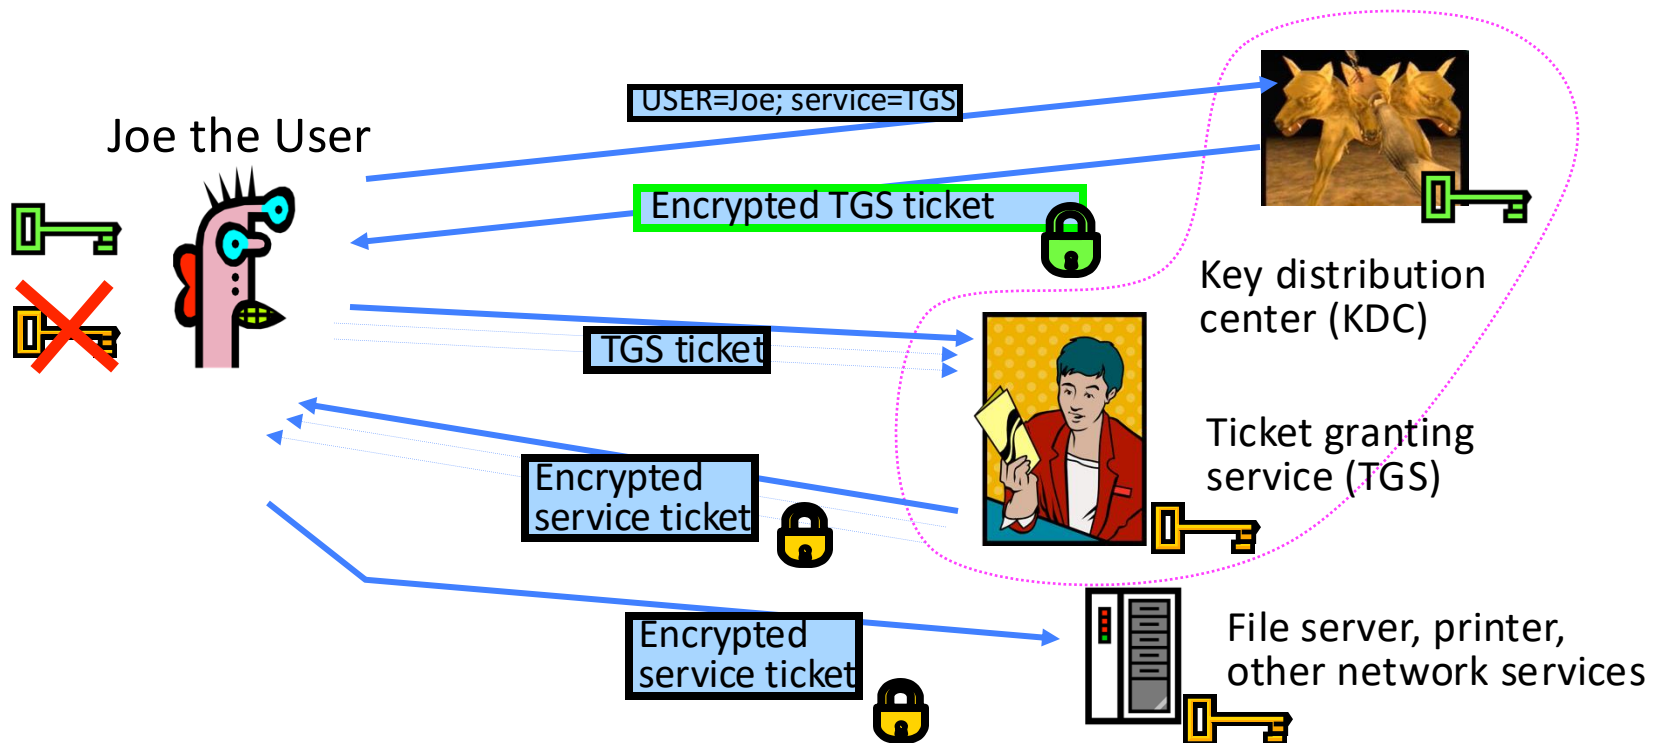 USER=Joe; service=TGS
Joe the User
Encrypted TGS ticket
Key distribution
center (KDC)
TGS ticket
Ticket granting
service (TGS)
Encrypted
service ticket
Encrypted
service ticket
File server, printer,
other network services